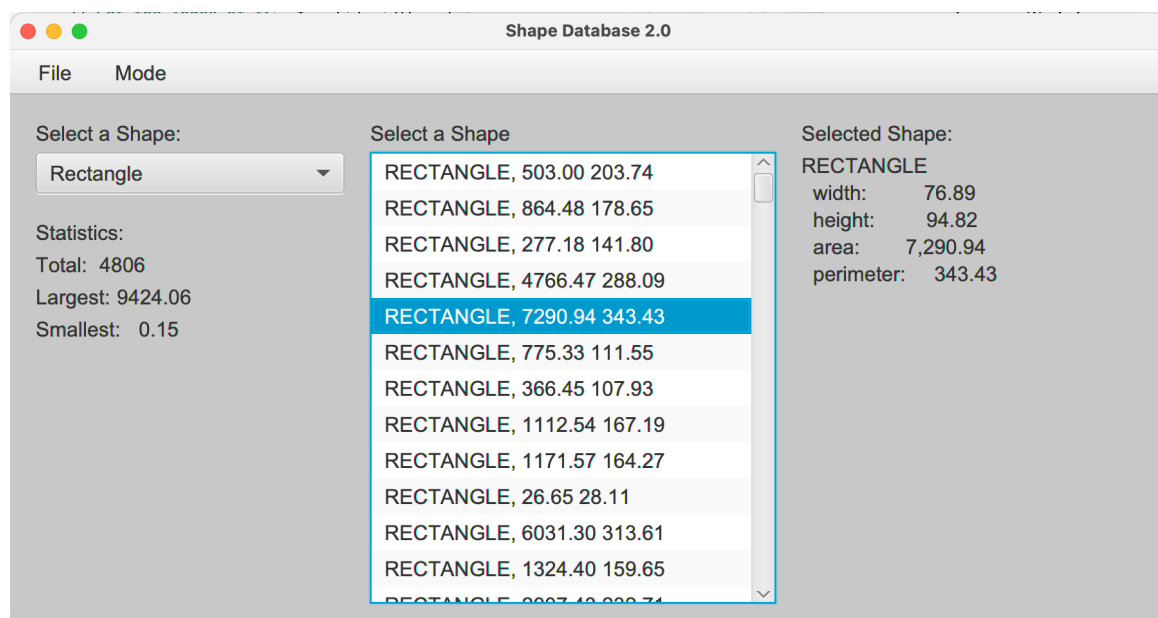 Shape Database 2.0
File Mode
Select a Shape:
Rectangle
Statistics:
Total: 4806
Largest: 9424.06
Smallest: 0.15
Select a Shape
RECTANGLE, 503.00 203.74
RECTANGLE, 864.48 178.65
RECTANGLE, 277.18 141.80
RECTANGLE, 4766.47 288.09
RECTANGLE, 7290.94 343.43
RECTANGLE, 775.33 111.55
RECTANGLE, 366.45 107.93
RECTANGLE, 1112.54 167.19
RECTANGLE, 1171.57 164.27
RECTANGLE, 26.65 28.11
RECTANGLE, 6031.30 313.61
RECTANGLE, 1324.40 159.65
RECTANGLE,
Selected Shape:
RECTANGLE
width: 76.89
height: 94.82
area: 7,290.94
perimeter: 343.43